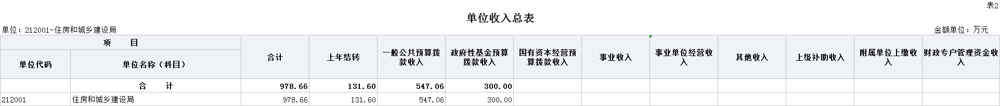 表2
单位收入总表
单位：212001-住房和城乡建设局 金额单位：万元
项 目 合计 上年结转 一般公共预算拨款收入 政府性基金预算拨款收入 国有资本经营预算拨款收入 事业收入 事业单位经营收入 其他收入 上级补助收入 附属单位上缴收入 财政专户管理资金收入
单位代码 单位名称（科目）
合 计 978.66 131.60 547.06 300.00
212001 住房和城乡建设局 978.66 131.60 547.06 300.00